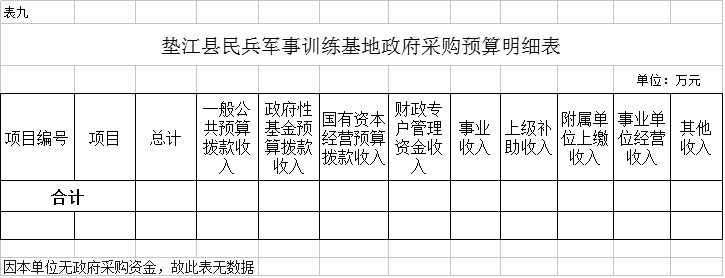 表九
垫江县民兵军事训练基地政府采购预算明细表
单位：万元
项目编号
项目
总计
一般公
共预算
拨款收
入
政府性
基金预
算拨款
收入
国有资本
经营预算
拨款收入
财政专
户管理
资金收
入
事业
收入
上级补
助收入
附属单
位上缴
收入
事业单
位经营
收入
其他
收入
合计
因本单位无政府采购资金，故此表无数据